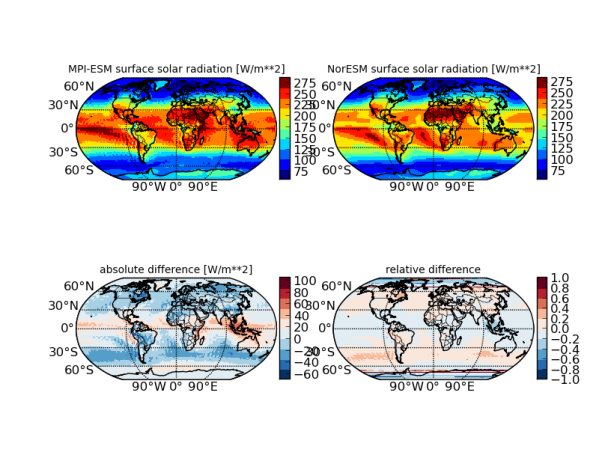 MPI-ESM surface solar radiation [W/m**2]
60°N
30°N
0°
30°S
60°S
90°W 0° 90°E
275
250
225
200
175
150
125
100
75
NorESM surface solar radiation [W/m**2]
60°N
30°N
0°
30°S
60°S
90°W 0° 90°E
275
250
225
200
175
150
125
100
75
absolute difference [W/m**2]
60°N
30°N
0°
30°S
60°S
100
80
60
40
20
0
−20
−40
−60
90°W 0° 90°E
relative difference
60°N
30°N
0°
30°S
60°S
90°W 0° 90°E
1.0
0.8
0.6
0.4
0.2
0.0
−0.2
−0.4
−0.6
−0.8
−1.0